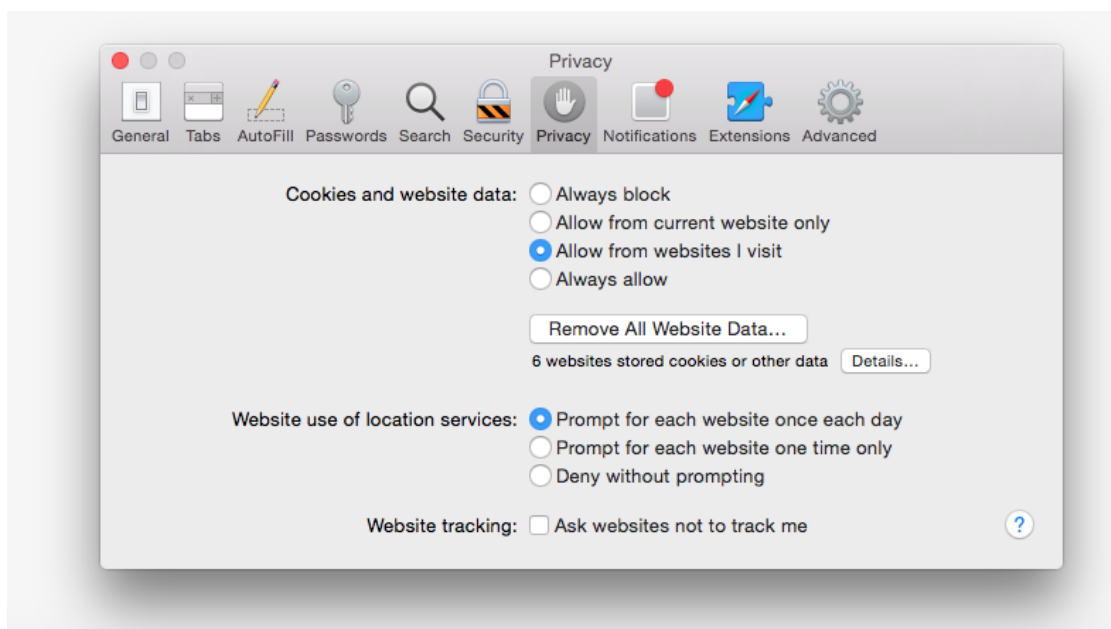 Privacy
General Tabs AutoFill Passwords Search Security Privacy Notifications Extensions Advanced
Cookies and website data: Always block
Allow from current website only
Allow from websites I visit
Always allow
Remove All Website Data...
6 websites stored cookies or other data Details...
Website use of location services: Prompt for each website once each day
Prompt for each website one time only
Deny without prompting
Website tracking: Ask websites not to track me ?